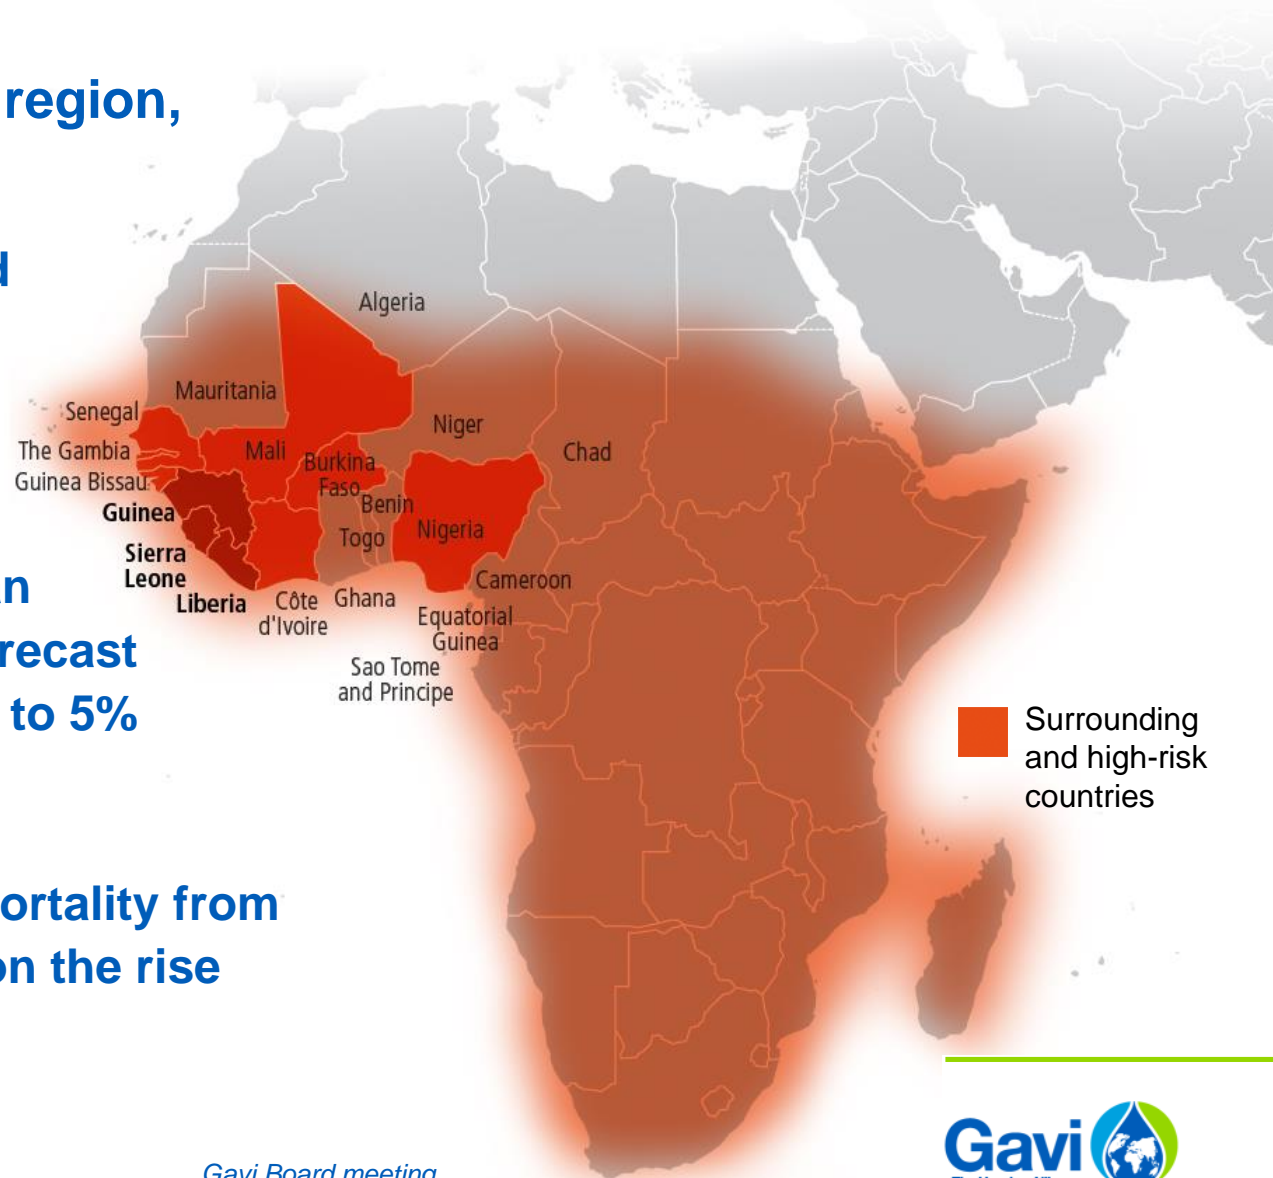 region,
Algeria
Mauritania
Senegal
Niger
The Gambia
Mali
Burkina
Faso
Chad
Guinea Bissau
Benin
Guinea
Togo
Nigeria
Sierra
Leone
Liberia
Cameroon
Côte
d'Ivoire
Ghana
Equatorial
Guinea
recast
Sao Tome
and Principe
to 5%
Surrounding
and high-risk
countries
ortality from
on the rise
Gavi Board meeting
Gavi